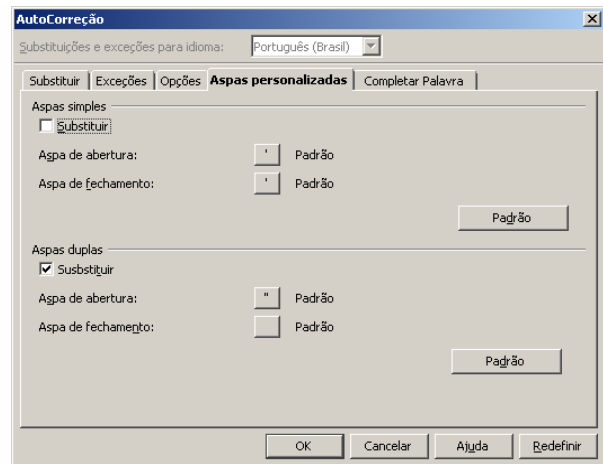 AutoCorreção
Substituições e exceções para idioma: Português (Brasil)
Substituir Exceções Opções Aspas personalizadas Completar Palavra
Aspas simples
Substituir
Aspa de abertura: ' Padrão
Aspa de fechamento: ' Padrão
Padrão
Aspas duplas
Susbstituir
Aspa de abertura: " Padrão
Aspa de fechamento: Padrão
Padrão
OK Cancelar Ajuda Redefinir